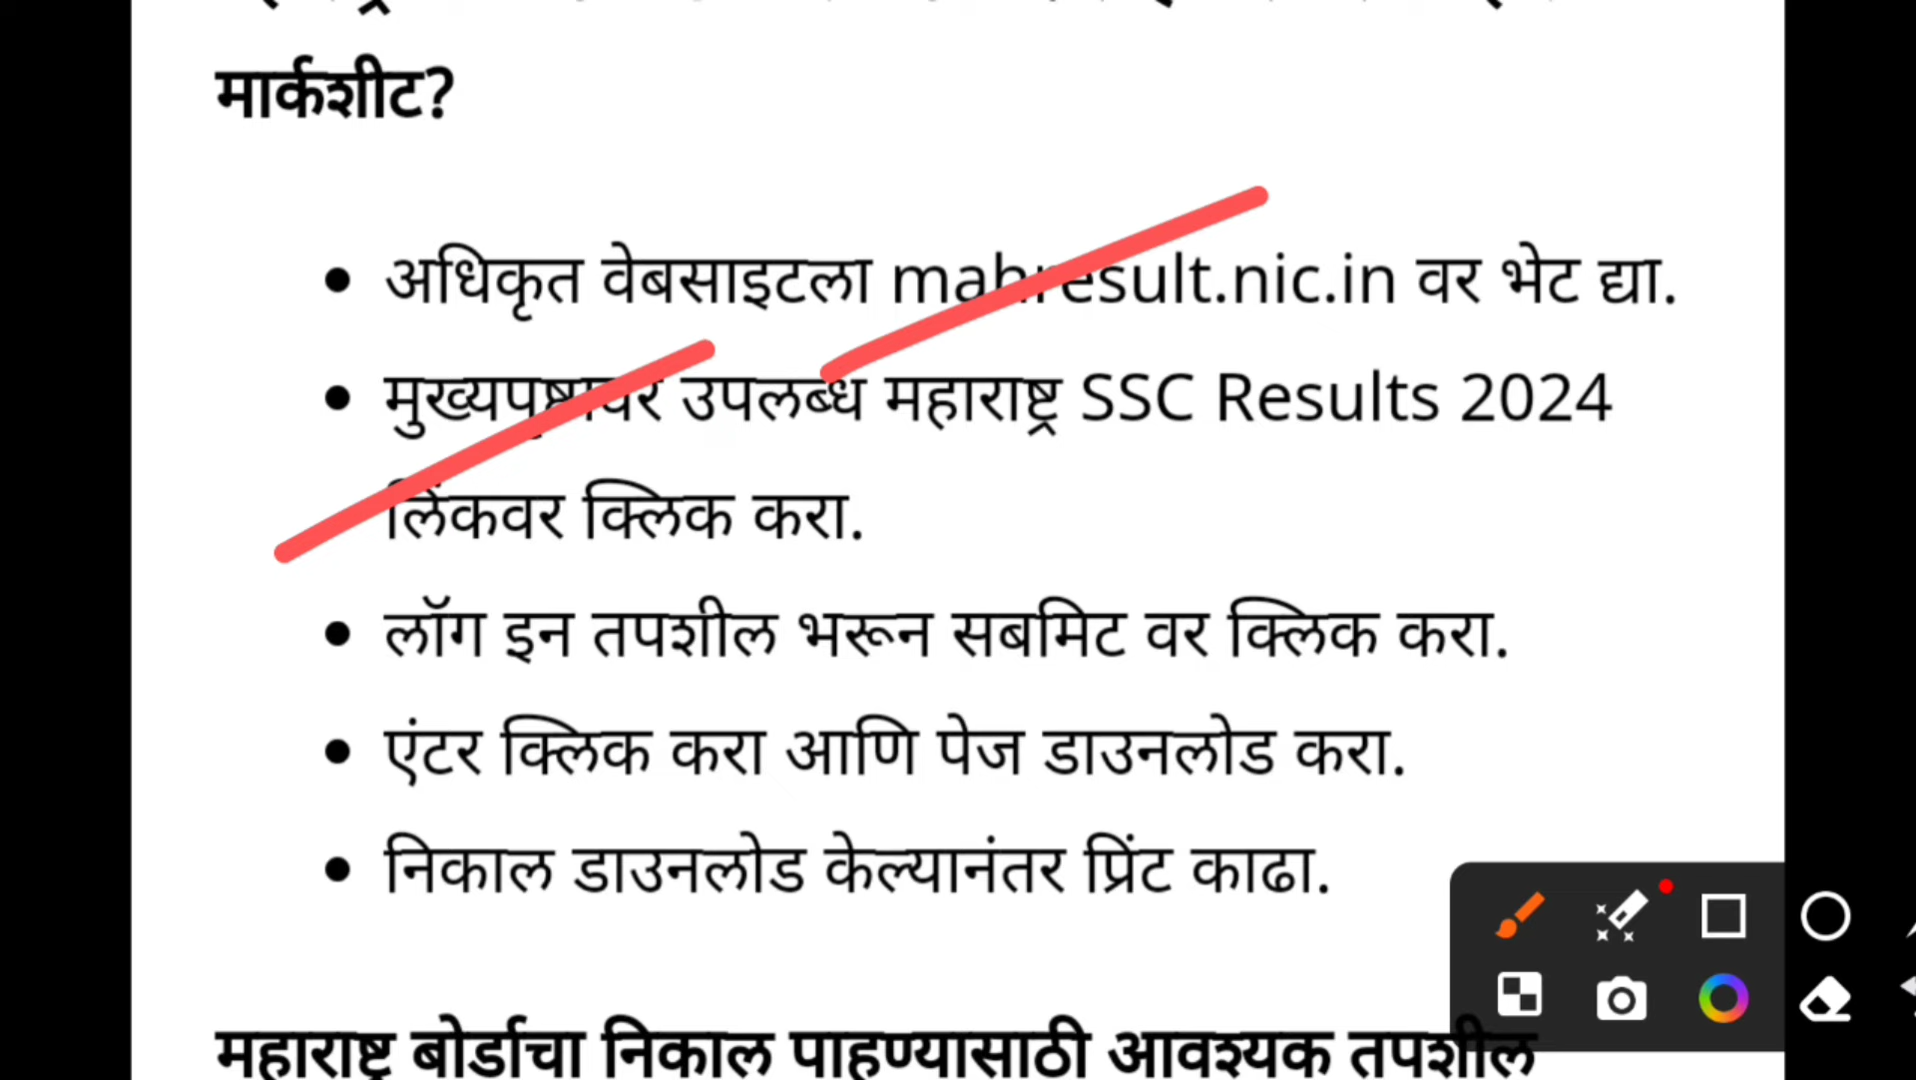 मार्कशीट?
• अधिकृत वेबसाइटला mahresult.nic.in वर भेट द्या.
• मुख्यपृष्ठावर उपलब्ध महाराष्ट्र SSC Results 2024
लिंकवर क्लिक करा.
• लॉग इन तपशील भरून सबमिट वर क्लिक करा.
• एंटर क्लिक करा आणि पेज डाउनलोड करा.
• निकाल डाउनलोड केल्यानंतर प्रिंट काढा.
महाराष्ट्र बोर्डाचा निकाल पाहण्यासाठी आवश्यक तपशील